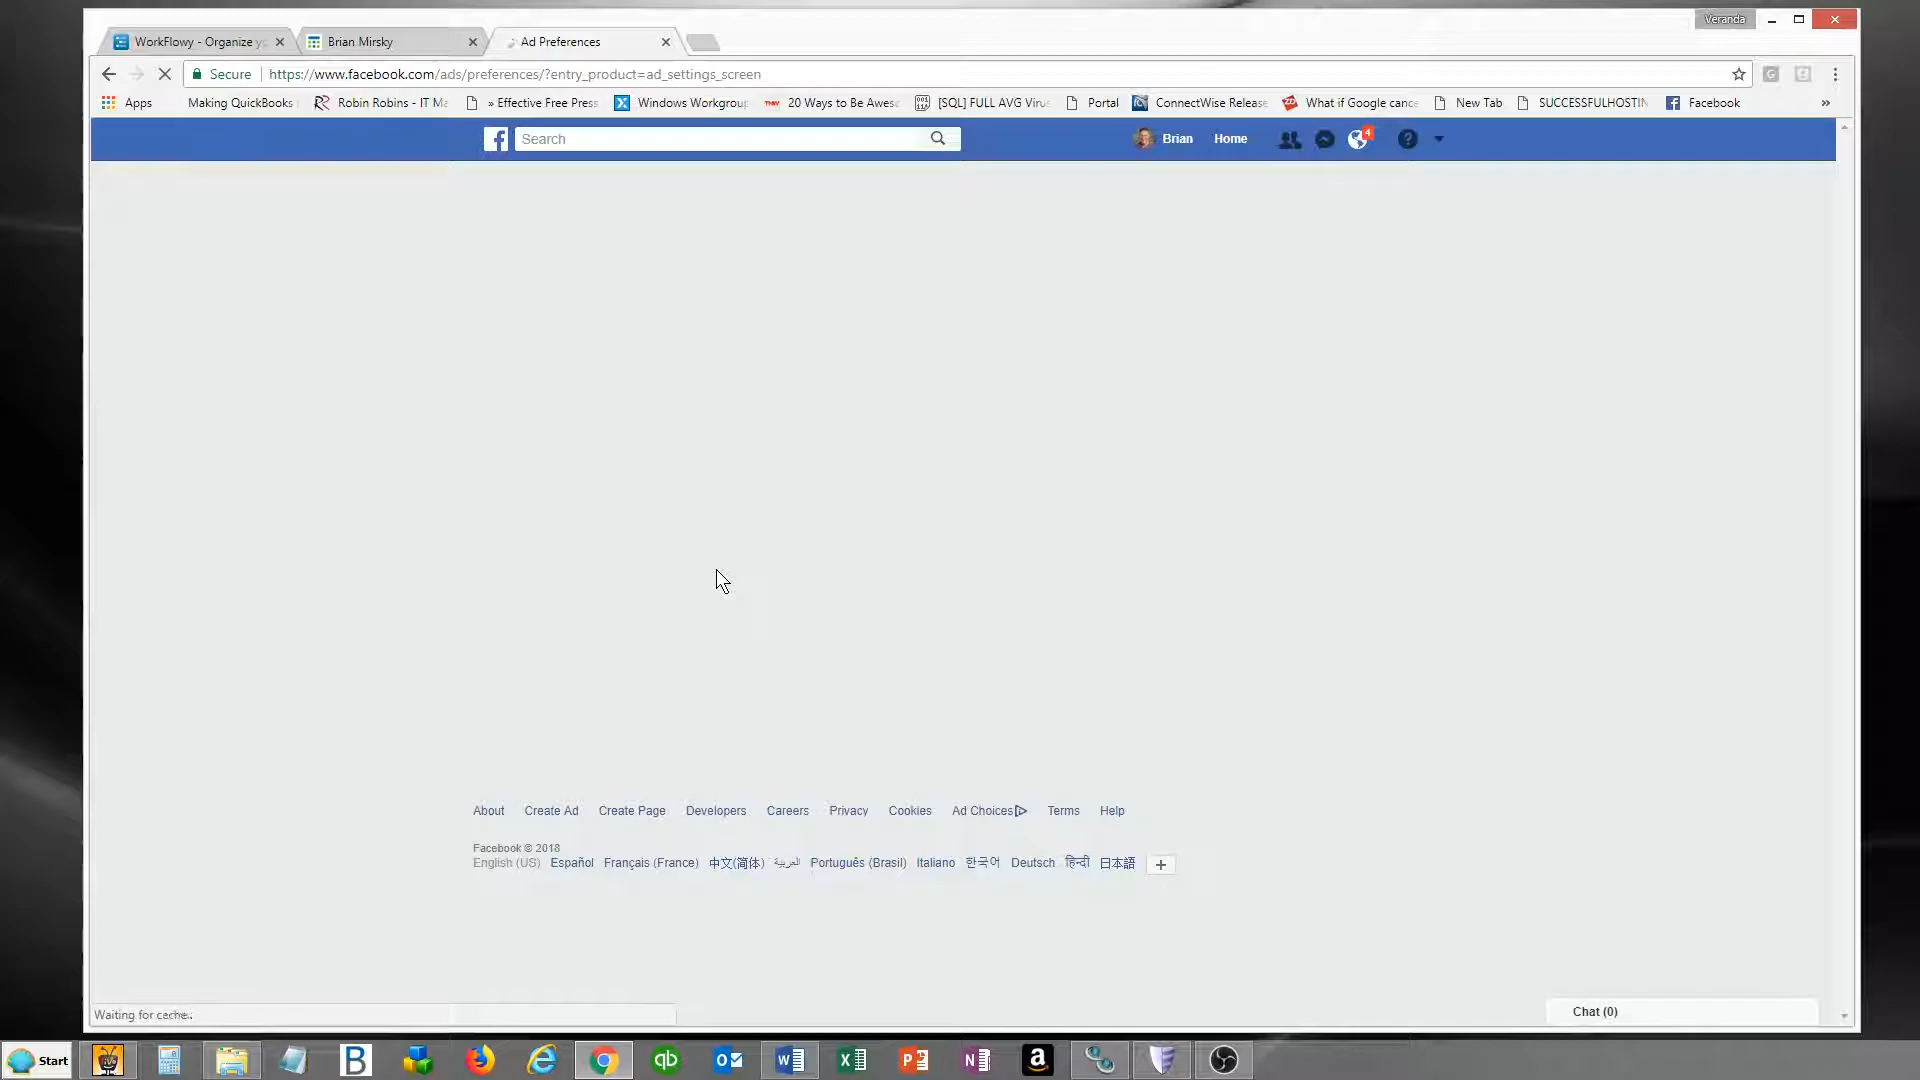 Veranda
WorkFlowy - Organize yo
Brian Mirsky
Ad Preferences
Secure
https://www.facebook.com/ads/preferences/?entry_product=ad_settings_screen
Apps
Making QuickBooks
Robin Robins - IT Ma
» Effective Free Press
Windows Workgroup
20 Ways to Be Aweso
[SQL] FULL AVG Virus
Portal
ConnectWise Release
What if Google cance
New Tab
SUCCESSFULHOSTIN
Facebook
»
Search
Brian
Home
4
About Create Ad Create Page Developers Careers Privacy Cookies Ad Choices Terms Help
Facebook © 2018
English (US) Español Français (France) 中文(简体) العربية Português (Brasil) Italiano 한국어 Deutsch हिन्दी 日本語 +
Waiting for cache...
Chat (0)
Start